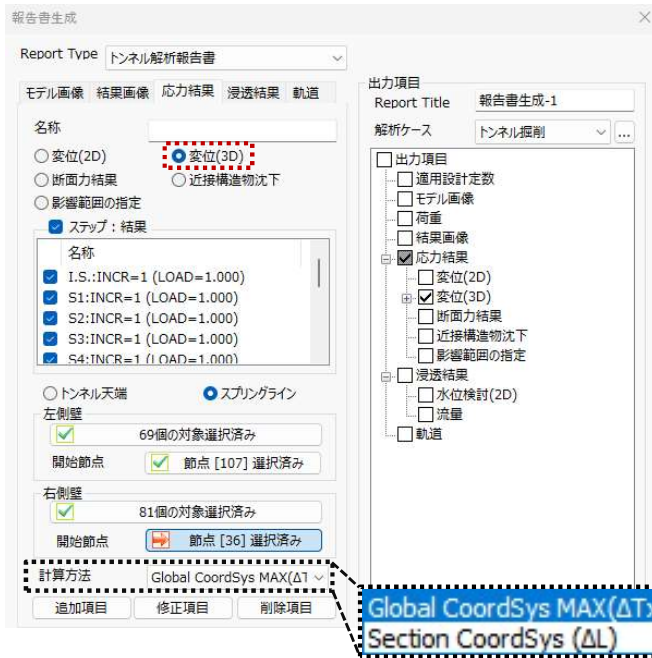 報告書生成
Report Type トンネル解析報告書
モデル画像 結果画像 応力結果 浸透結果 軌道
名称
変位(2D) 変位(3D)
断面力結果 近接構造物沈下
影響範囲の指定
ステップ：結果
名称
I.S.:INCR=1 (LOAD=1.000)
S1:INCR=1 (LOAD=1.000)
S2:INCR=1 (LOAD=1.000)
S3:INCR=1 (LOAD=1.000)
S4:INCR=1 (LOAD=1.000)
トンネル天端 スプリングライン
左側壁
69個の対象選択済み
開始節点 節点 [107] 選択済み
右側壁
81個の対象選択済み
開始節点 節点 [36] 選択済み
計算方法 Global CoordSys MAX(ΔT
追加項目 修正項目 削除項目
出力項目
Report Title 報告書生成-1
解析ケース トンネル掘削 ...
出力項目
適用設計定数
モデル画像
荷重
結果画像
応力結果
変位(2D)
変位(3D)
断面力結果
近接構造物沈下
影響範囲の指定
浸透結果
水位検討(2D)
流量
軌道
Global CoordSys MAX(ΔTx
Section CoordSys (ΔL)